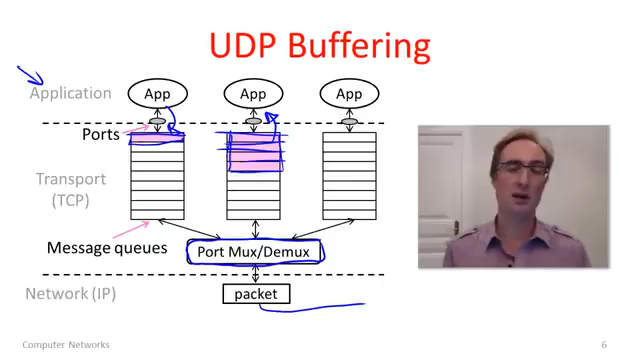 UDP Buffering
Application
App App App
Ports
Transport
(TCP)
Message queues
Port Mux/Demux
Network (IP)
packet
Computer Networks
6